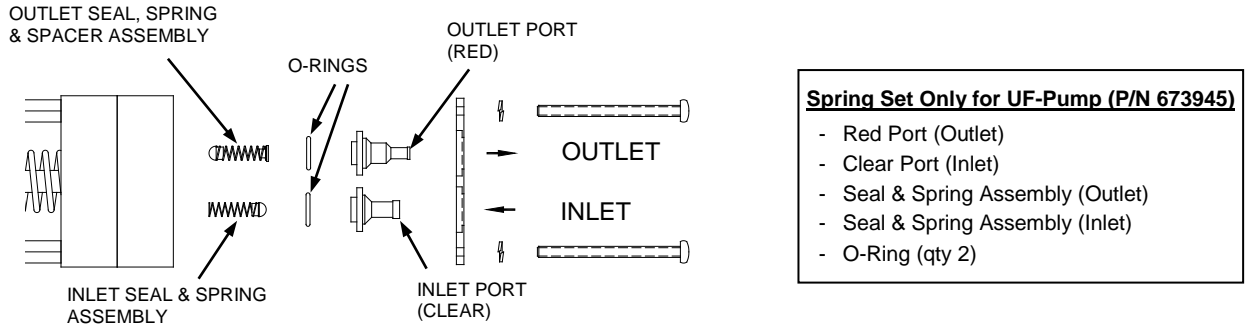 OUTLET SEAL, SPRING
& SPACER ASSEMBLY
O-RINGS
OUTLET PORT
(RED)
OUTLET
INLET
INLET SEAL & SPRING
ASSEMBLY
INLET PORT
(CLEAR)
Spring Set Only for UF-Pump (P/N 673945)
- Red Port (Outlet)
- Clear Port (Inlet)
- Seal & Spring Assembly (Outlet)
- Seal & Spring Assembly (Inlet)
- O-Ring (qty 2)